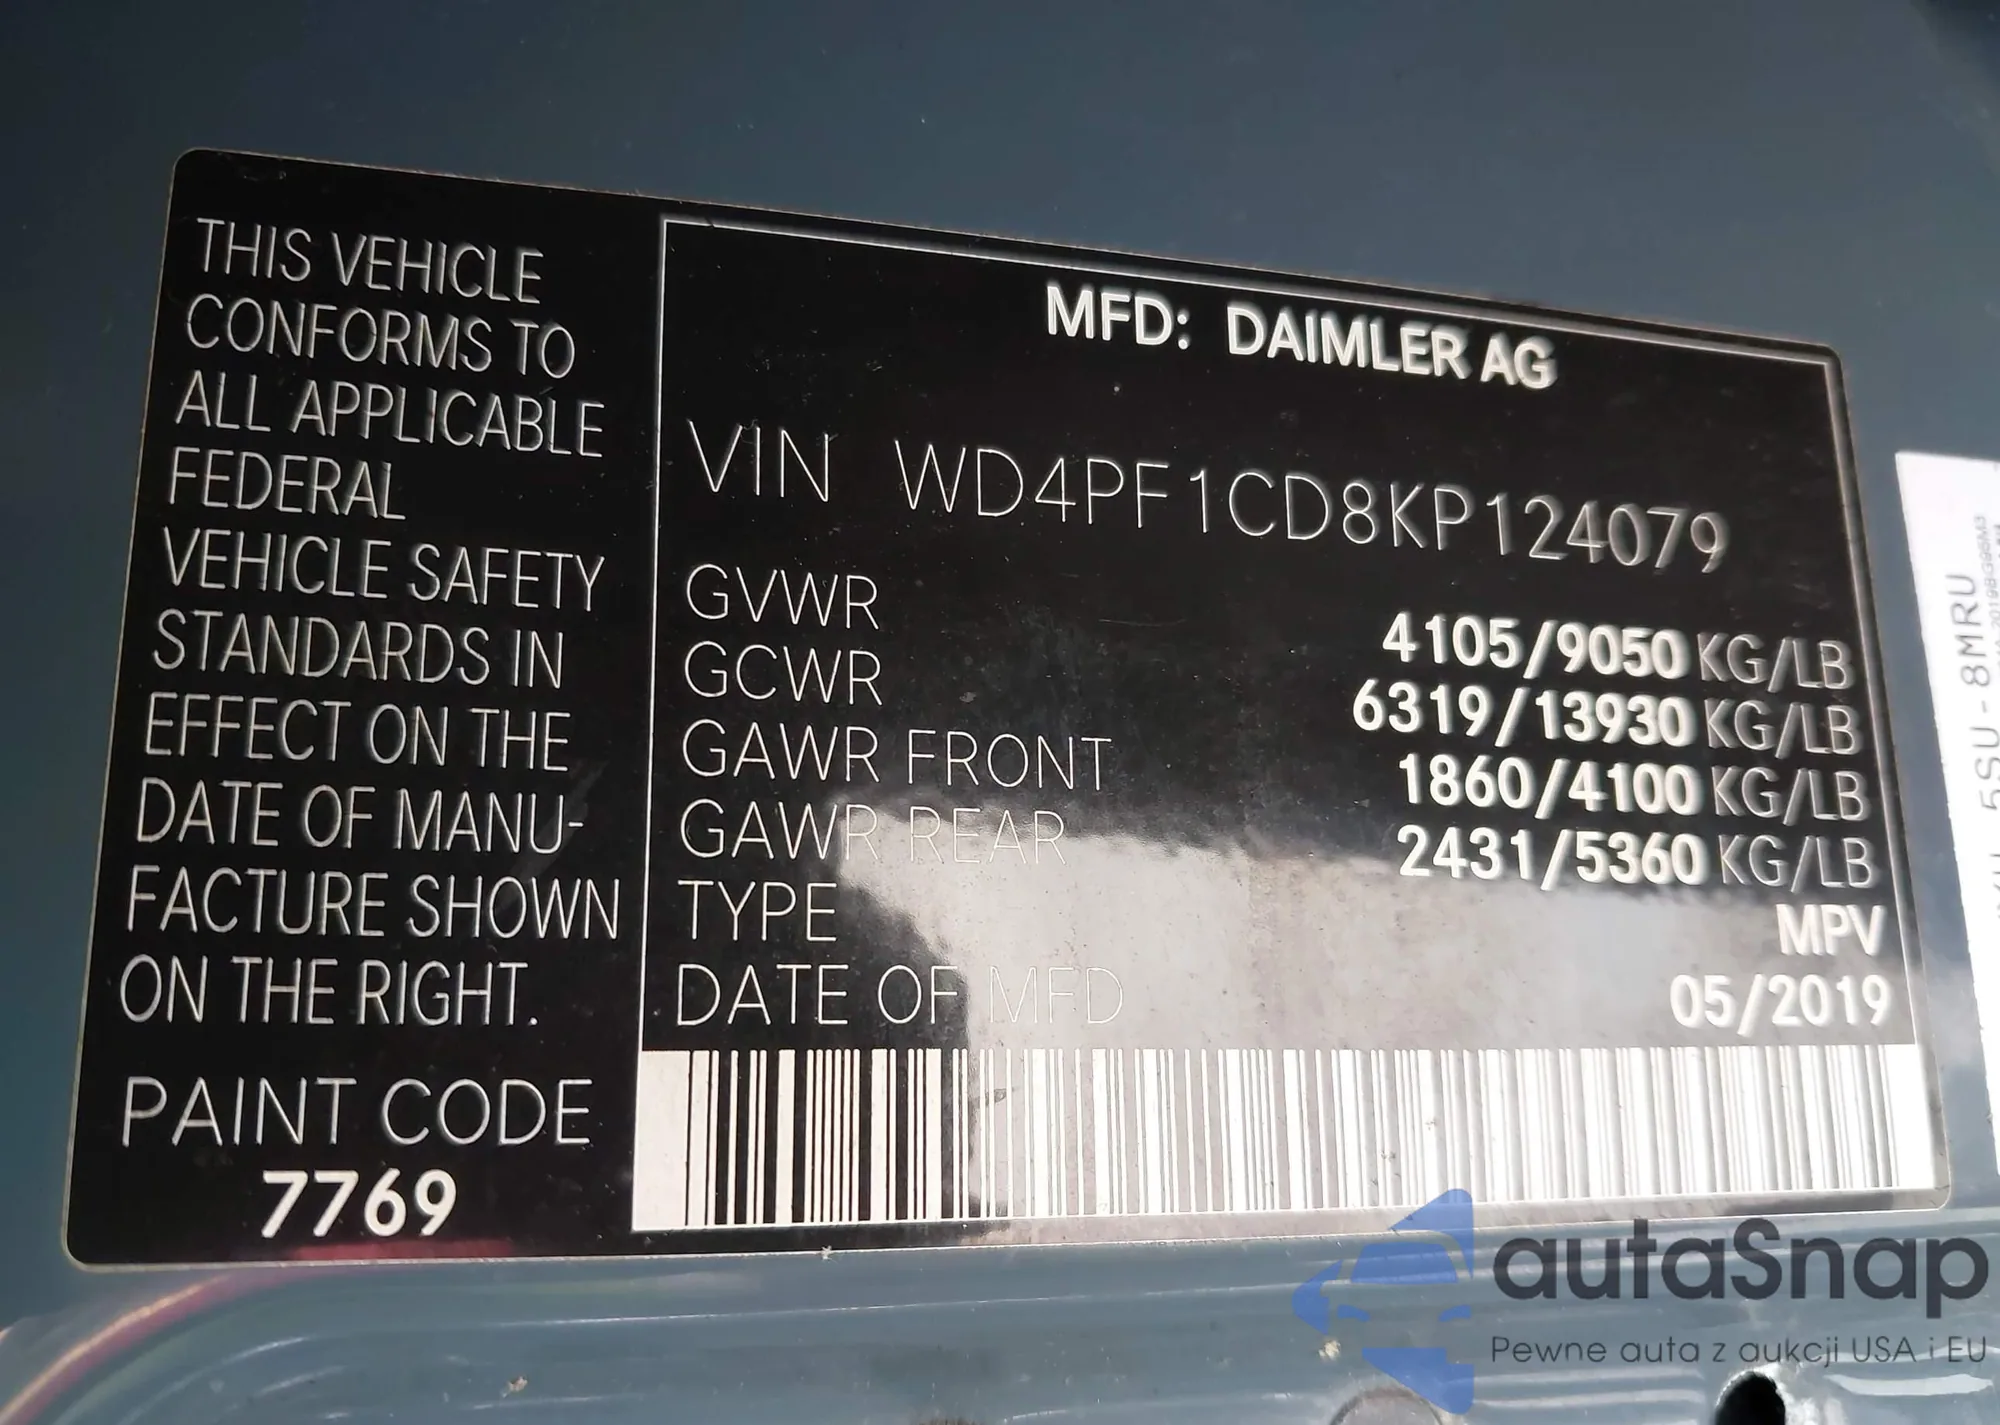 THIS VEHICLE
CONFORMS TO
ALL APPLICABLE
FEDERAL
VEHICLE SAFETY
STANDARDS IN
EFFECT ON THE
DATE OF MANU-
FACTURE SHOWN
ON THE RIGHT.
PAINT CODE
7769
MFD: DAIMLER AG
VIN WD4PF1CD8KP124079
GVWR 4105/9050 KG/LB
GCWR 6319/13930 KG/LB
GAWR FRONT 1860/4100 KG/LB
GAWR REAR 2431/5360 KG/LB
TYPE MPV
DATE OF MFD 05/2019
5SU - 8MRU
autaSnap
Pewne auta z aukcji USA i EU